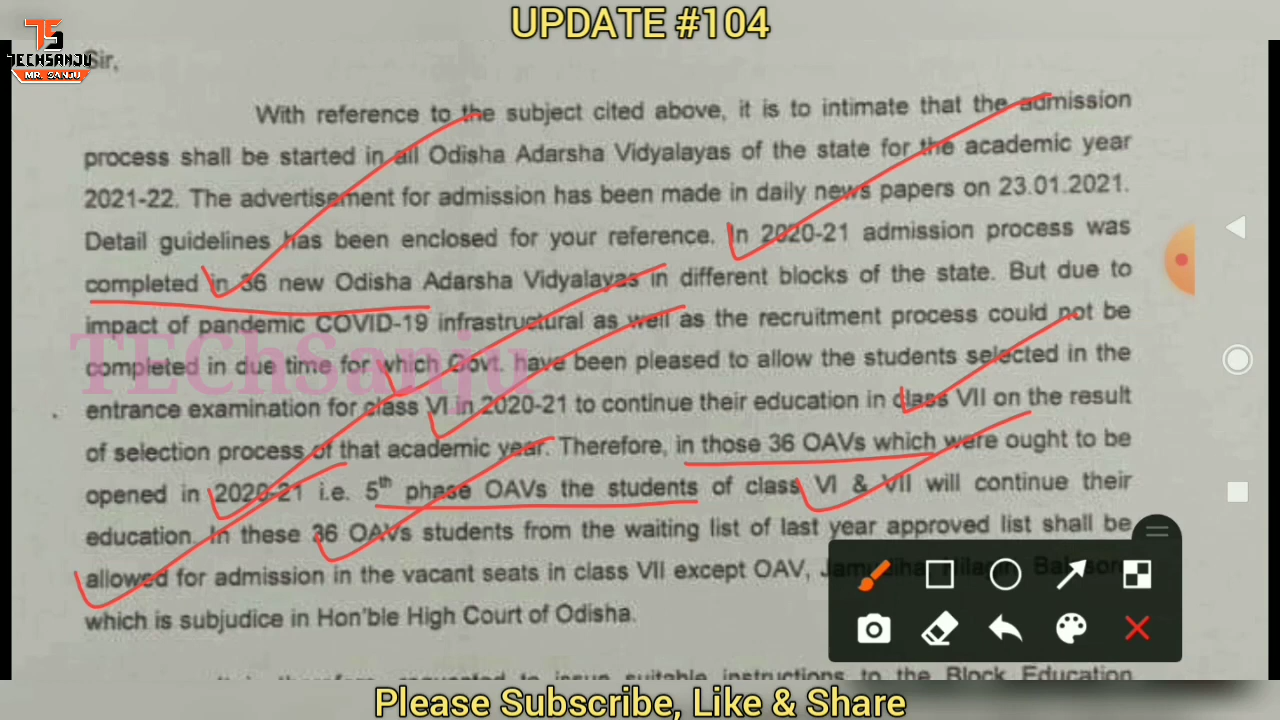 UPDATE #104
TS
TECHSANJU
MR. SANJU
Sir,
With reference to the subject cited above, it is to intimate that the admission
process shall be started in all Odisha Adarsha Vidyalayas of the state for the academic year
2021-22. The advertisement for admission has been made in daily news papers on 23.01.2021.
Detail guidelines has been enclosed for your reference. In 2020-21 admission process was
completed in 36 new Odisha Adarsha Vidyalayas in different blocks of the state. But due to
impact of pandemic COVID-19 infrastructural as well as the recruitment process could not be
completed in due time for which Govt. have been pleased to allow the students selected in the
TEChSanju
entrance examination for class VI in 2020-21 to continue their education in class VII on the result
of selection process of that academic year. Therefore, in those 36 OAVs which were ought to be
opened in 2020-21 i.e. 5th phase OAVs the students of class VI & VII will continue their
education. In these 36 OAVs students from the waiting list of last year approved list shall be
allowed for admission in the vacant seats in class VII except OAV,
which is subjudice in Hon'ble High Court of Odisha.
requested to issue suitable instructions to the Block Education
Please Subscribe, Like & Share